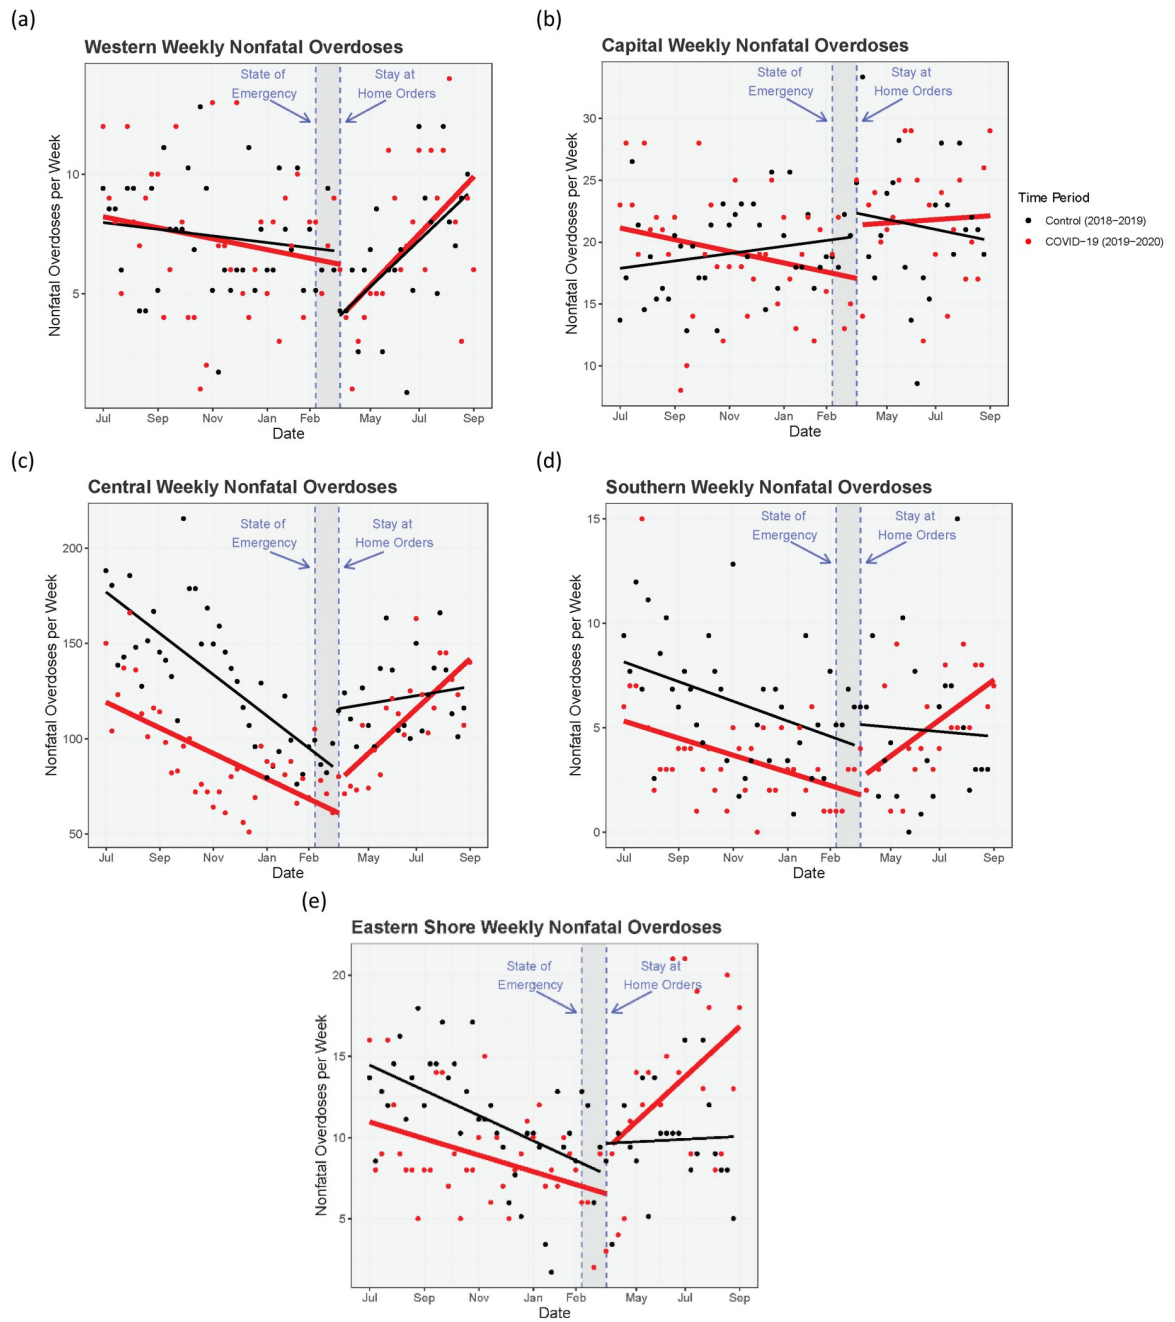 (a)
Western Weekly Nonfatal Overdoses
State of
Emergency
Stay at
Home Orders
Nonfatal Overdoses per Week
10
5
Jul Sep Nov Jan Feb May Jul Sep
Date
(b)
Capital Weekly Nonfatal Overdoses
State of
Emergency
Stay at
Home Orders
Nonfatal Overdoses per Week
30
25
20
15
10
Jul Sep Nov Jan Feb May Jul Sep
Date
Time Period
Control (2018−2019)
COVID−19 (2019−2020)
(c)
Central Weekly Nonfatal Overdoses
State of
Emergency
Stay at
Home Orders
Nonfatal Overdoses per Week
200
150
100
50
Jul Sep Nov Jan Feb May Jul Sep
Date
(d)
Southern Weekly Nonfatal Overdoses
State of
Emergency
Stay at
Home Orders
Nonfatal Overdoses per Week
15
10
5
0
Jul Sep Nov Jan Feb May Jul Sep
Date
(e)
Eastern Shore Weekly Nonfatal Overdoses
State of
Emergency
Stay at
Home Orders
Nonfatal Overdoses per Week
20
15
10
5
Jul Sep Nov Jan Feb May Jul Sep
Date